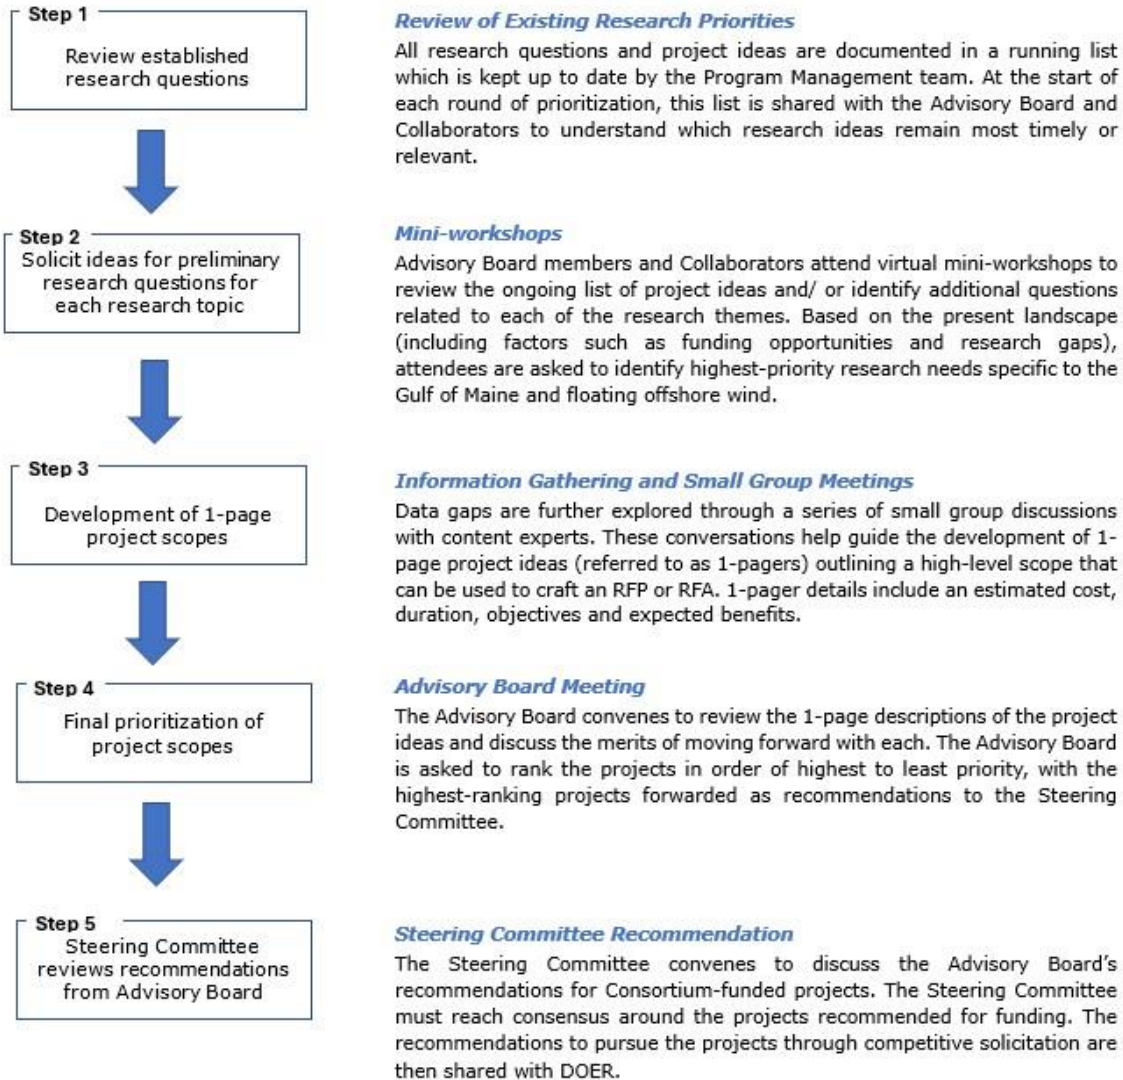 Step 1
Review established
research questions
Review of Existing Research Priorities
All research questions and project ideas are documented in a running list
which is kept up to date by the Program Management team. At the start of
each round of prioritization, this list is shared with the Advisory Board and
Collaborators to understand which research ideas remain most timely or
relevant.
Step 2
Solicit ideas for preliminary
research questions for
each research topic
Mini-workshops
Advisory Board members and Collaborators attend virtual mini-workshops to
review the ongoing list of project ideas and/ or identify additional questions
related to each of the research themes. Based on the present landscape
(including factors such as funding opportunities and research gaps),
attendees are asked to identify highest-priority research needs specific to the
Gulf of Maine and floating offshore wind.
Step 3
Development of 1-page
project scopes
Information Gathering and Small Group Meetings
Data gaps are further explored through a series of small group discussions
with content experts. These conversations help guide the development of 1-
page project ideas (referred to as 1-pagers) outlining a high-level scope that
can be used to craft an RFP or RFA. 1-pager details include an estimated cost,
duration, objectives and expected benefits.
Step 4
Final prioritization of
project scopes
Advisory Board Meeting
The Advisory Board convenes to review the 1-page descriptions of the project
ideas and discuss the merits of moving forward with each. The Advisory Board
is asked to rank the projects in order of highest to least priority, with the
highest-ranking projects forwarded as recommendations to the Steering
Committee.
Step 5
Steering Committee
reviews recommendations
from Advisory Board
Steering Committee Recommendation
The Steering Committee convenes to discuss the Advisory Board's
recommendations for Consortium-funded projects. The Steering Committee
must reach consensus around the projects recommended for funding. The
recommendations to pursue the projects through competitive solicitation are
then shared with DOER.